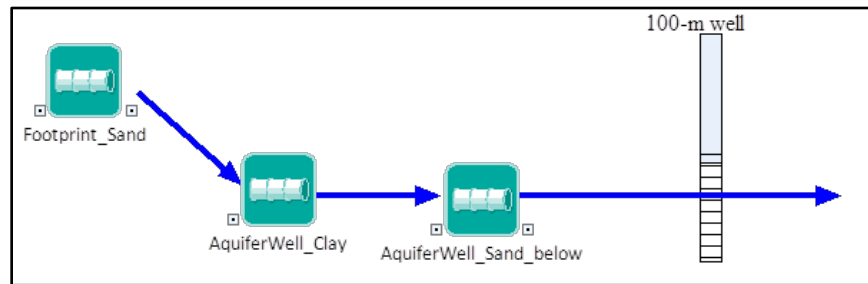 100-m well
Footprint_Sand
AquiferWell_Clay
AquiferWell_Sand_below